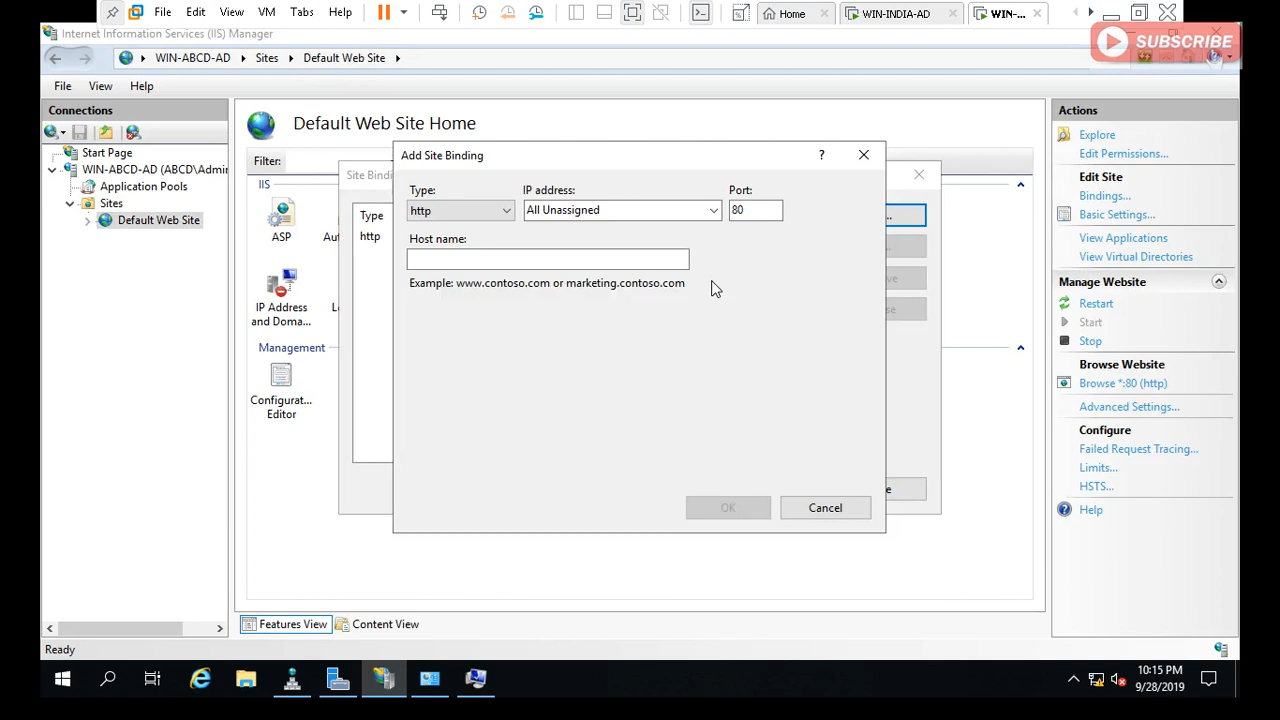 File Edit View VM Tabs Help
Home
WIN-INDIA-AD
WIN-...
Internet Information Services (IIS) Manager
SUBSCRIBE
WIN-ABCD-AD Sites Default Web Site
File View Help
Connections
Start Page
WIN-ABCD-AD (ABCD\Admini
Application Pools
Sites
Default Web Site
Default Web Site Home
Filter:
IIS
ASP
IP Address
and Doma...
Management
Configurat...
Editor
Type
http
Add Site Binding
?
Type:
IP address:
Port:
http
All Unassigned
80
Host name:
Example: www.contoso.com or marketing.contoso.com
OK
Cancel
Features View
Content View
Actions
Explore
Edit Permissions...
Edit Site
Bindings...
Basic Settings...
View Applications
View Virtual Directories
Manage Website
Restart
Start
Stop
Browse Website
Browse *:80 (http)
Advanced Settings...
Configure
Failed Request Tracing...
Limits...
HSTS...
Help
Ready
10:15 PM
9/28/2019